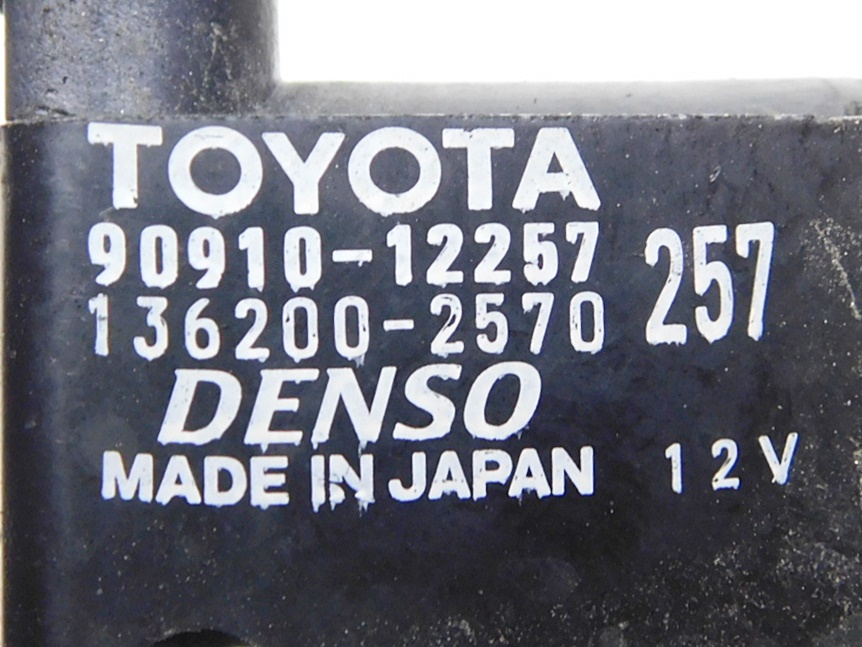 TOYOTA
90910-12257
136200-2570
257
DENSO
MADE IN JAPAN
12V